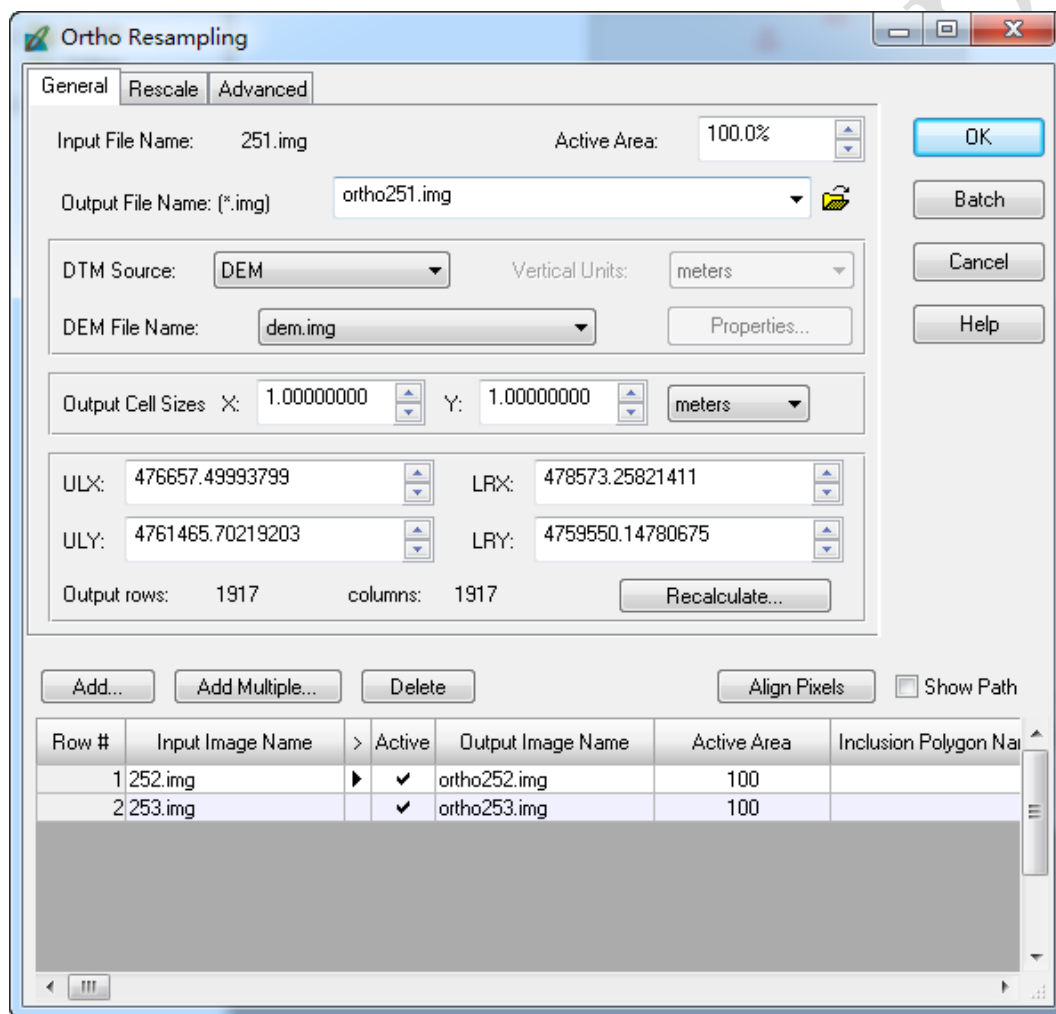 Ortho Resampling
General Rescale Advanced
Input File Name: 251.img Active Area: 100.0%
OK
Output File Name: (*.img) ortho251.img
Batch
DTM Source: DEM Vertical Units: meters
Cancel
DEM File Name: dem.img Properties...
Help
Output Cell Sizes X: 1.00000000 Y: 1.00000000 meters
ULX: 476657.49993799 LRX: 478573.25821411
ULY: 4761465.70219203 LRY: 4759550.14780675
Output rows: 1917 columns: 1917 Recalculate...
Add... Add Multiple... Delete Align Pixels Show Path
Row # Input Image Name > Active Output Image Name Active Area Inclusion Polygon Nar
1 252.img ortho252.img 100
2 253.img ortho253.img 100